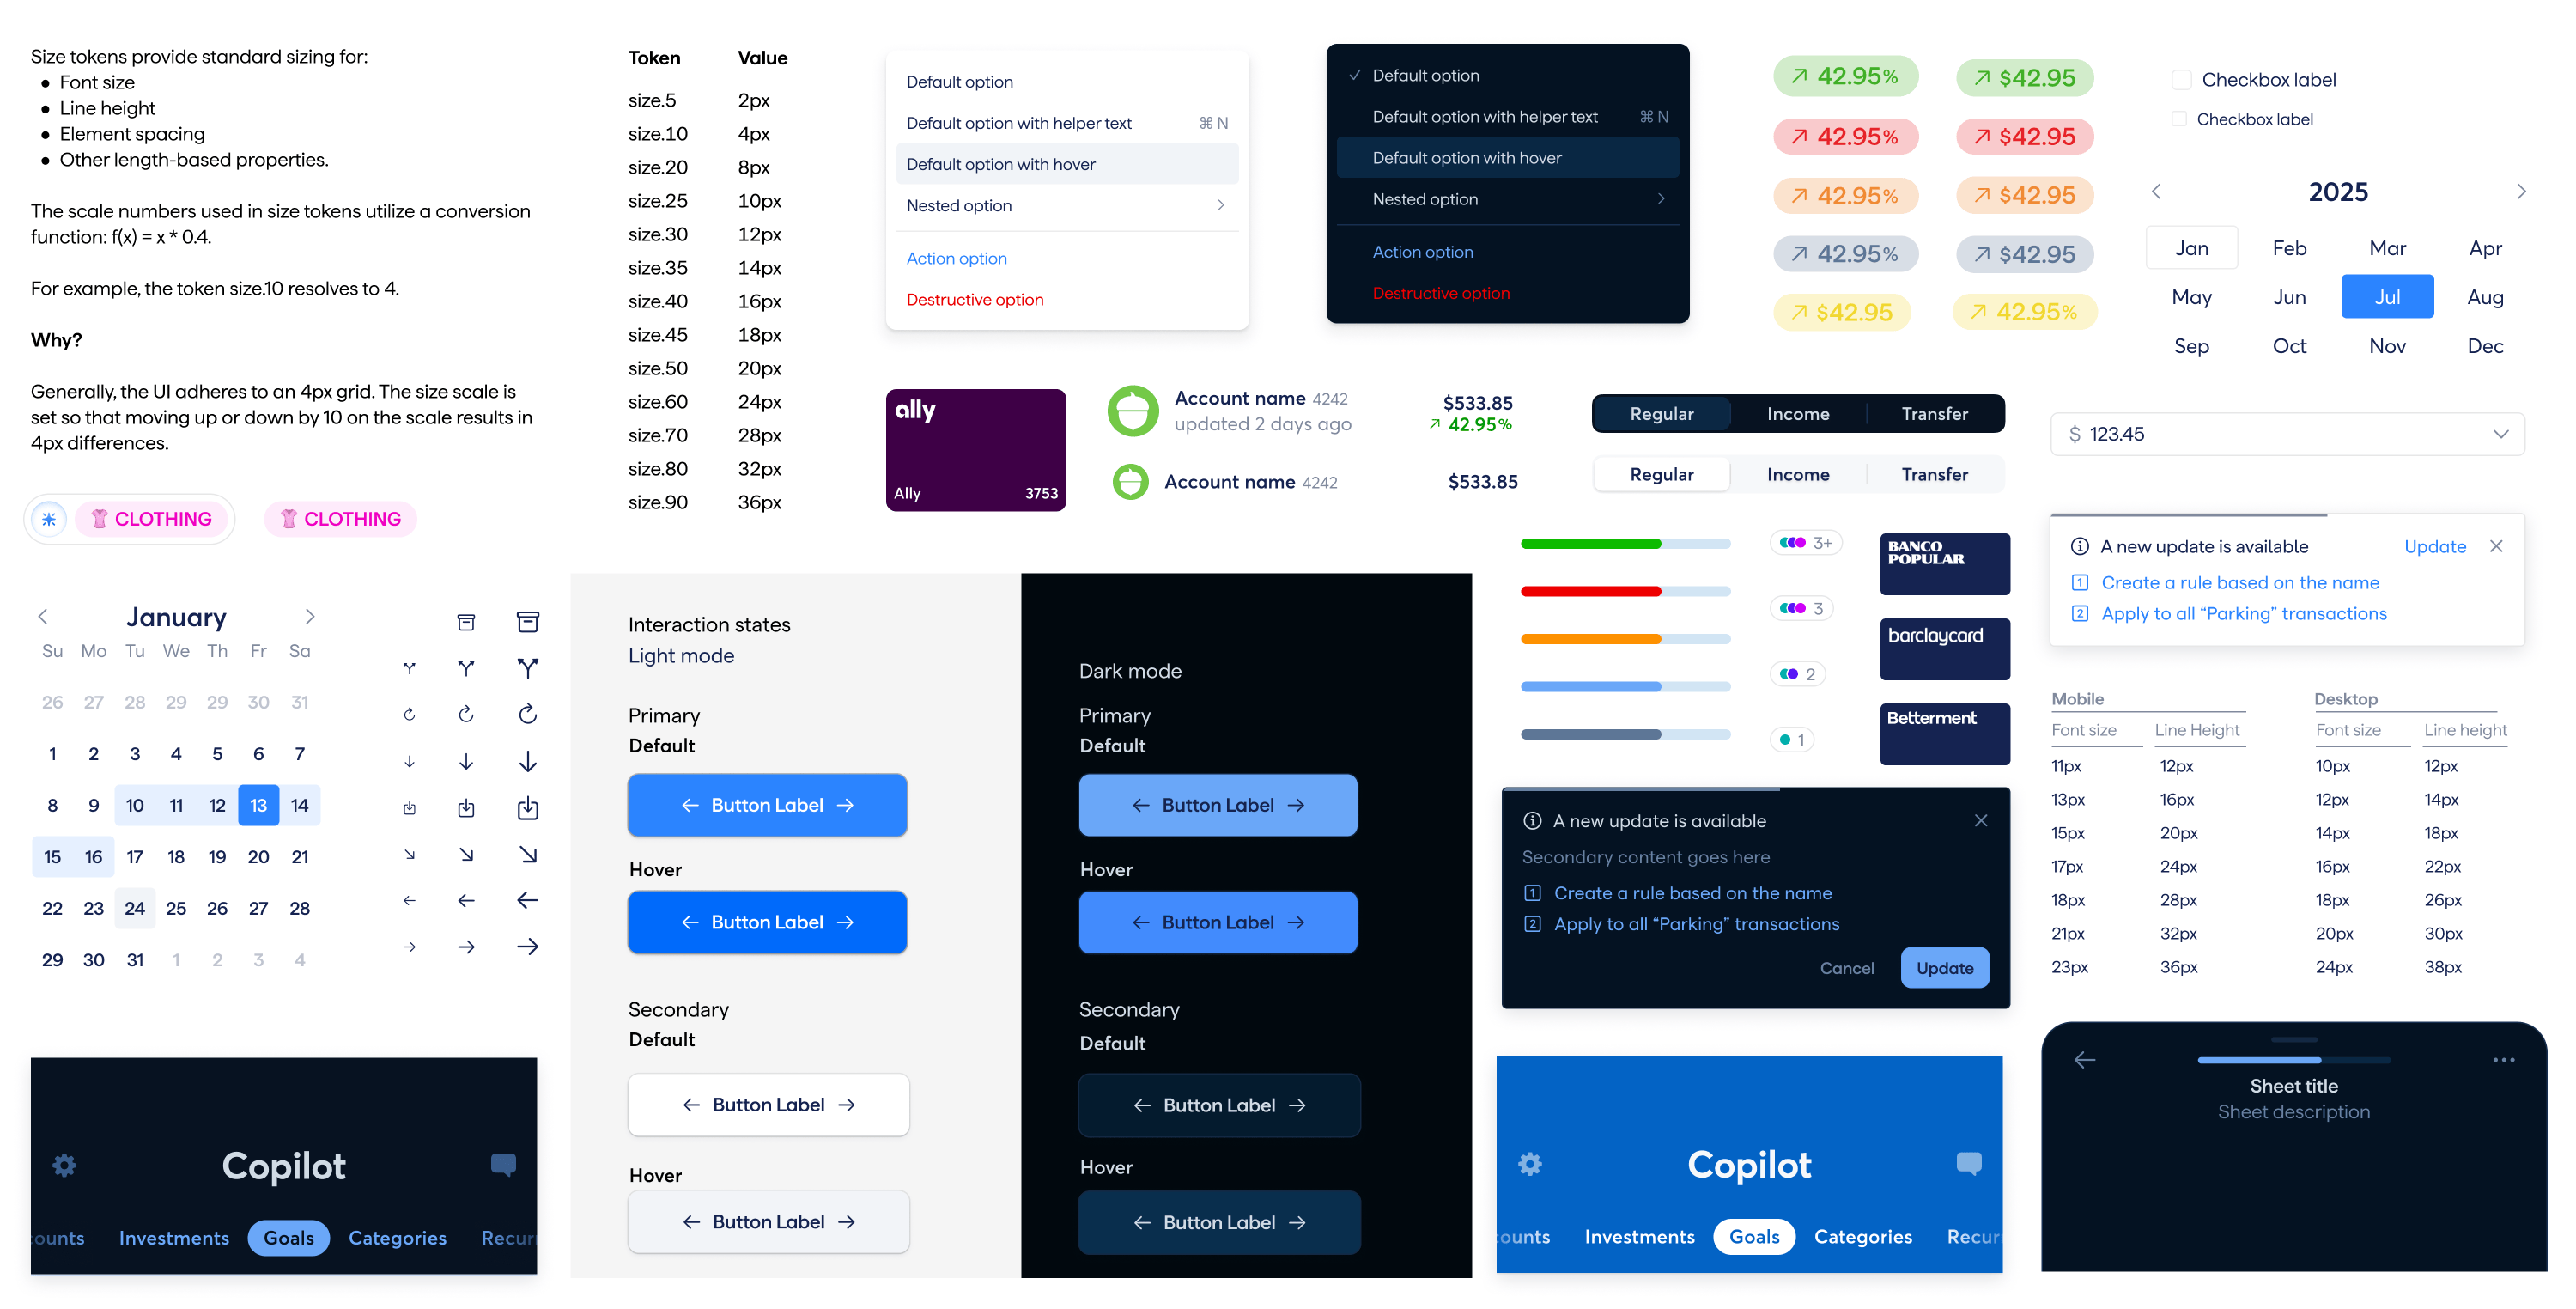 Size tokens provide standard sizing for:
● Font size
● Line height
● Element spacing
● Other length-based properties.
The scale numbers used in size tokens utilize a conversion
function: f(x) = x * 0.4.
For example, the token size.10 resolves to 4.
Why?
Generally, the UI adheres to an 4px grid. The size scale is
set so that moving up or down by 10 on the scale results in
4px differences.
CLOTHING
CLOTHING
Token Value
size.5 2px
size.10 4px
size.20 8px
size.25 10px
size.30 12px
size.35 14px
size.40 16px
size.45 18px
size.50 20px
size.60 24px
size.70 28px
size.80 32px
size.90 36px
Default option
Default option with helper text ⌘ N
Default option with hover
Nested option
Action option
Destructive option
Default option
Default option with helper text ⌘ N
Default option with hover
Nested option
Action option
Destructive option
42.95% $42.95
42.95% $42.95
42.95% $42.95
42.95% $42.95
$42.95 42.95%
Checkbox label
Checkbox label
2025
Jan Feb Mar Apr
May Jun Jul Aug
Sep Oct Nov Dec
ally
Ally 3753
Account name 4242 $533.85
updated 2 days ago 42.95%
Account name 4242 $533.85
Regular Income Transfer
Regular Income Transfer
$ 123.45
3+
3
2
1
BANCO
POPULAR
barclaycard
Betterment
A new update is available Update
1 Create a rule based on the name
2 Apply to all “Parking” transactions
January
Su Mo Tu We Th Fr Sa
26 27 28 29 29 30 31
1 2 3 4 5 6 7
8 9 10 11 12 13 14
15 16 17 18 19 20 21
22 23 24 25 26 27 28
29 30 31 1 2 3 4
Interaction states
Light mode
Primary
Default
Button Label
Hover
Button Label
Secondary
Default
Button Label
Hover
Button Label
Dark mode
Primary
Default
Button Label
Hover
Button Label
Secondary
Default
Button Label
Hover
Button Label
A new update is available
Secondary content goes here
1 Create a rule based on the name
2 Apply to all “Parking” transactions
Cancel Update
Mobile Desktop
Font size Line Height Font size Line height
11px 12px 10px 12px
13px 16px 12px 14px
15px 20px 14px 18px
17px 24px 16px 22px
18px 28px 18px 26px
21px 32px 20px 30px
23px 36px 24px 38px
Copilot
ounts Investments Goals Categories Recur
Copilot
ounts Investments Goals Categories Recur
Sheet title
Sheet description